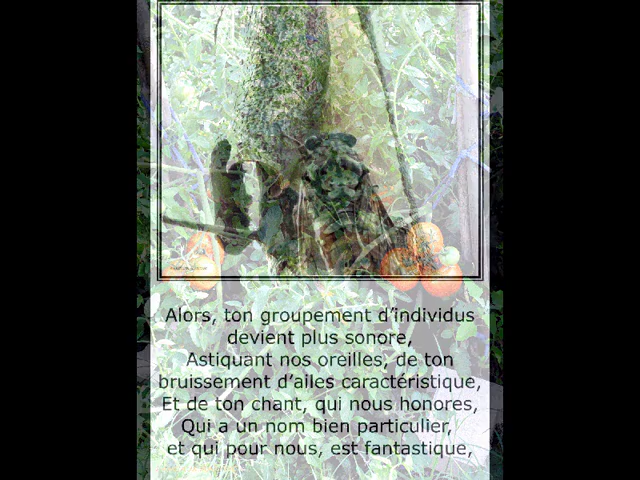 Alors, ton groupement d’individus
devient plus sonore,
Astiquant nos oreilles, de ton
bruissement d’ailes caractéristique,
Et de ton chant, qui nous honores,
Qui a un nom bien particulier,
et qui pour nous, est fantastique,